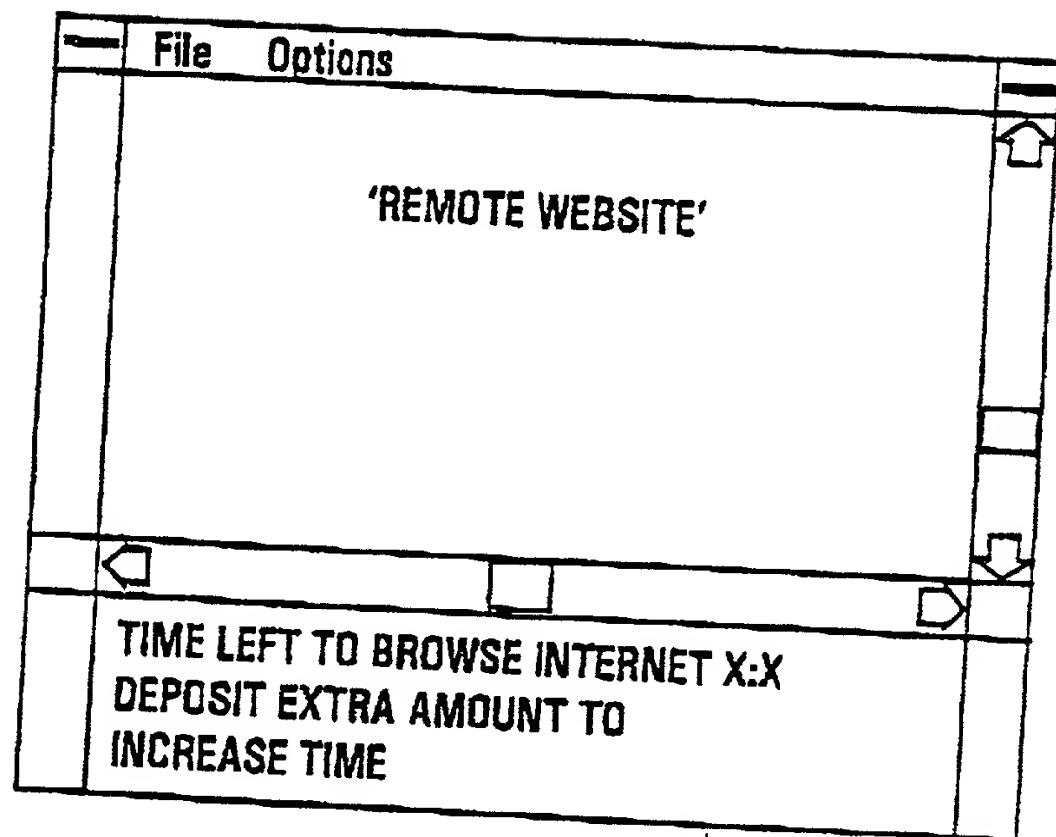 File Options
'REMOTE WEBSITE'
TIME LEFT TO BROWSE INTERNET X:X
DEPOSIT EXTRA AMOUNT TO
INCREASE TIME